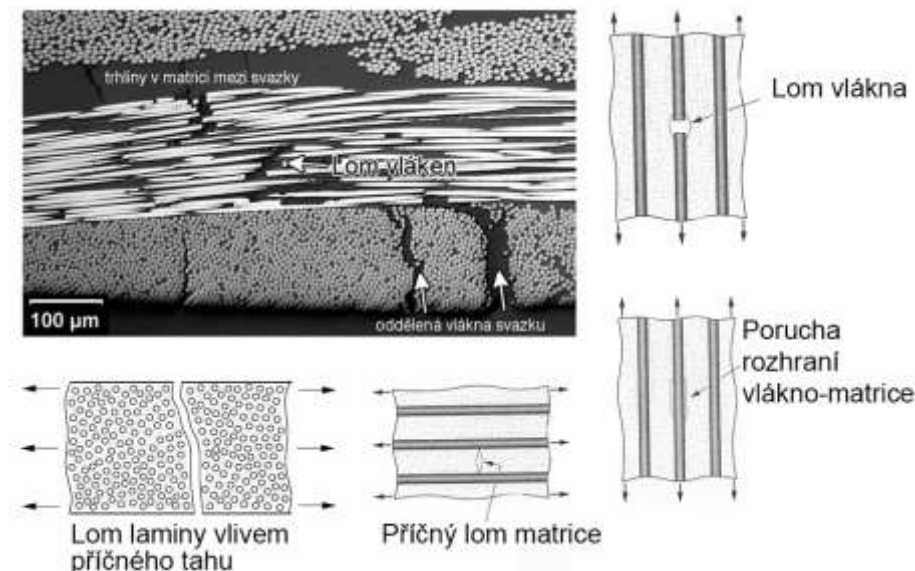 trhliny v matrici mezi svazky
Lom vláken
100 µm
oddělená vlákna svazku
Lom vlákna
Porucha
rozhraní
vlákno-matrice
Lom laminy vlivem
příčného tahu
Příčný lom matrice